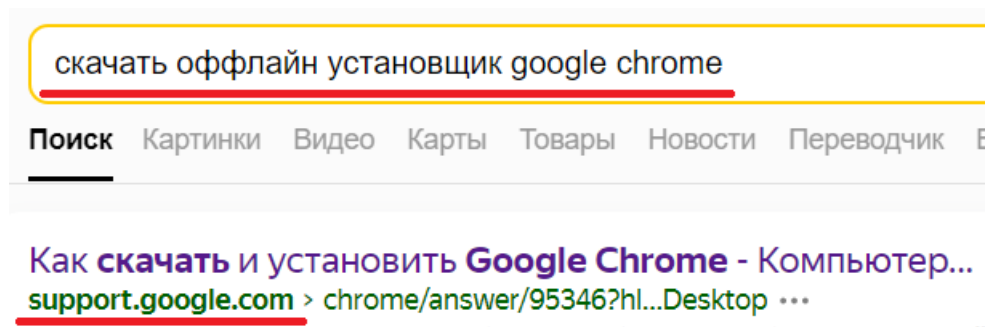 скачать оффлайн установщик google chrome
Поиск Картинки Видео Карты Товары Новости Переводчик
Как скачать и установить Google Chrome - Компьютер...
support.google.com › chrome/answer/95346?hl...Desktop •••